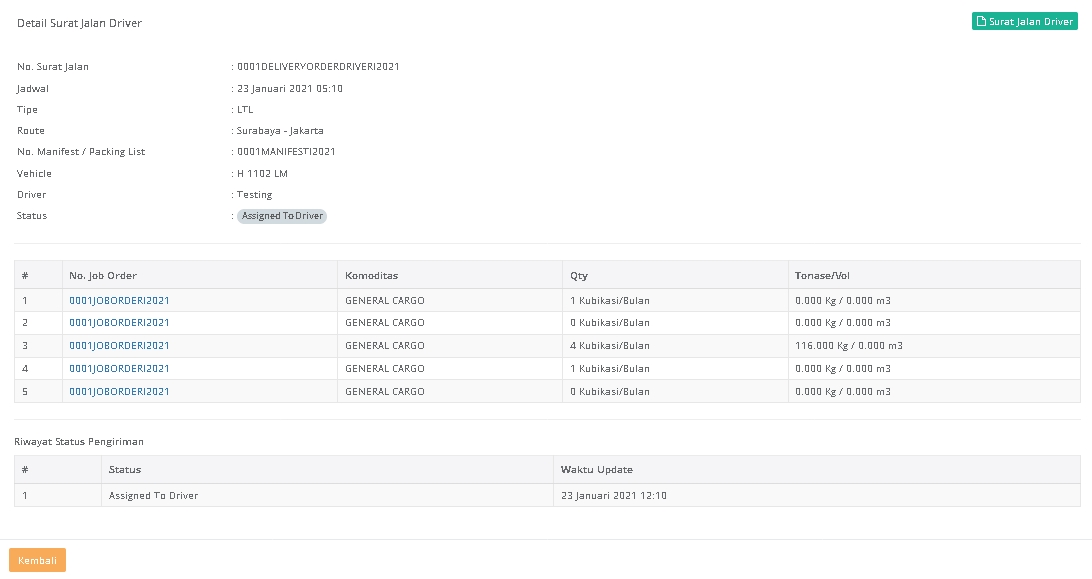 Detail Surat Jalan Driver
Surat Jalan Driver
No. Surat Jalan : 0001DELIVERYORDERDRIVERI2021
Jadwal : 23 Januari 2021 05:10
Tipe : LTL
Route : Surabaya - Jakarta
No. Manifest / Packing List : 0001MANIFESTI2021
Vehicle : H 1102 LM
Driver : Testing
Status : Assigned To Driver
# No. Job Order Komoditas Qty Tonase/Vol
1 0001JOBORDERI2021 GENERAL CARGO 1 Kubikasi/Bulan 0.000 Kg / 0.000 m3
2 0001JOBORDERI2021 GENERAL CARGO 0 Kubikasi/Bulan 0.000 Kg / 0.000 m3
3 0001JOBORDERI2021 GENERAL CARGO 4 Kubikasi/Bulan 116.000 Kg / 0.000 m3
4 0001JOBORDERI2021 GENERAL CARGO 1 Kubikasi/Bulan 0.000 Kg / 0.000 m3
5 0001JOBORDERI2021 GENERAL CARGO 0 Kubikasi/Bulan 0.000 Kg / 0.000 m3
Riwayat Status Pengiriman
# Status Waktu Update
1 Assigned To Driver 23 Januari 2021 12:10
Kembali